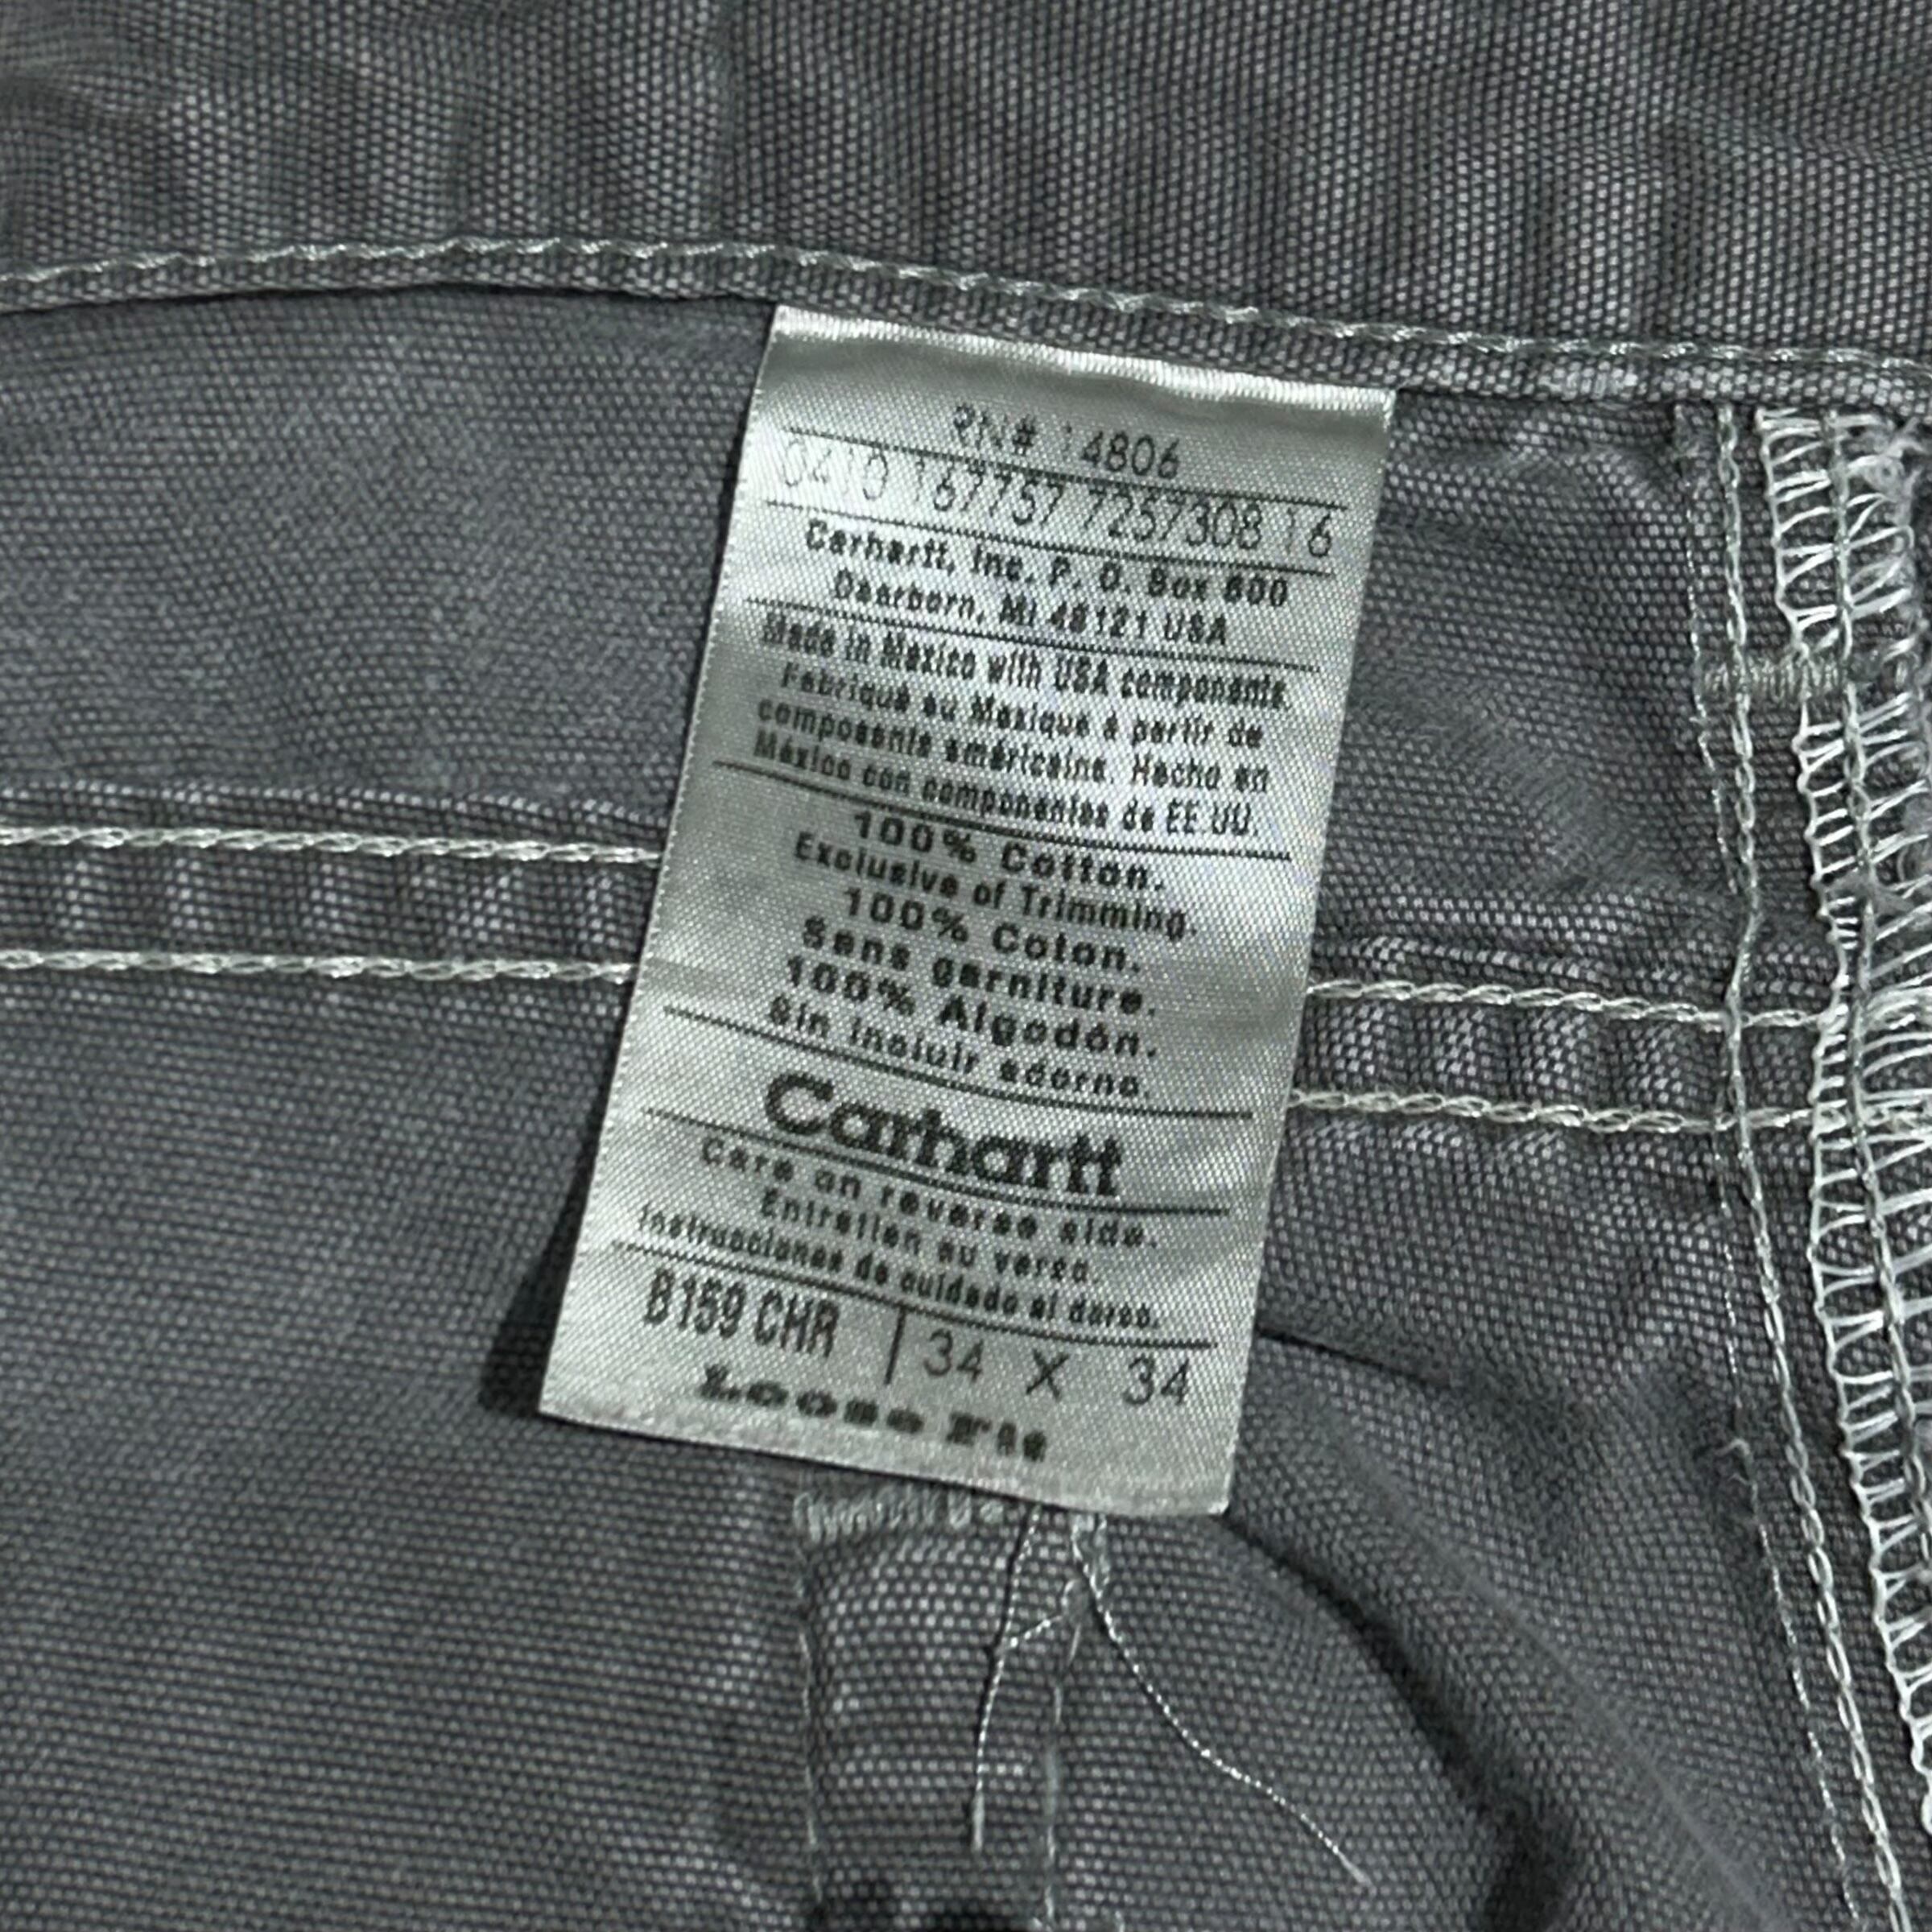 RN# 14806
0410 167757 7257308 16
Carhartt, Inc. P. O. Box 600
Dearborn, MI 48121 USA
Made in Mexico with USA components.
Fabriqué au Mexique à partir de
composants américains. Hecho en
México con componentes de EE UU.
100% Cotton.
Exclusive of Trimming.
100% Coton.
Sans garniture.
100% Algodón.
Sin incluir adorno.
Carhartt
Care on reverse side.
Entretien au verso.
Instrucciones de cuidado al dorso.
B159 CHR | 34 X 34
Loose Fit